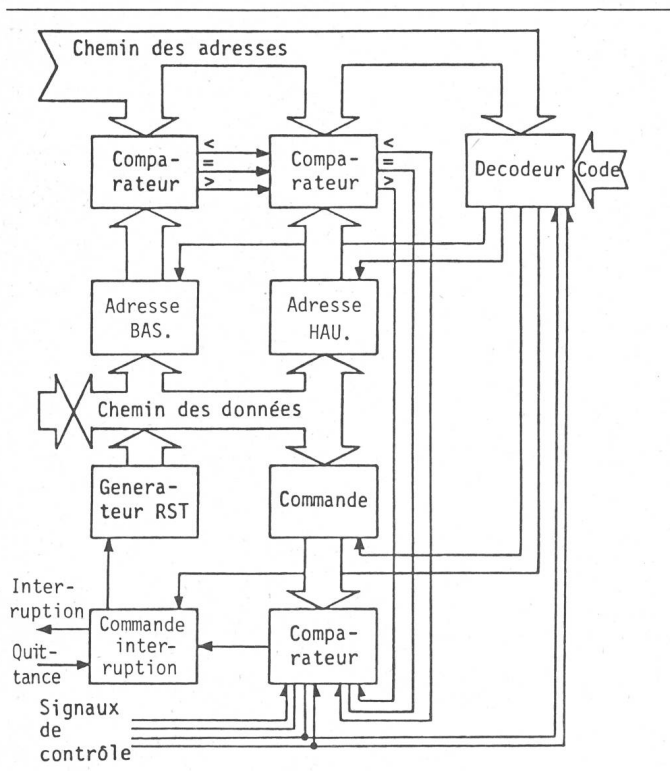 Chemin des adresses
<
=
>
<
=
>
Compa-
rateur
Compa-
rateur
Decodeur
Code
Adresse
BAS.
Adresse
HAU.
Chemin des données
Genera-
teur RST
Commande
Inter-
ruption
Quit-
tance
Commande
inter-
ruption
Compa-
rateur
Signaux
de
contrôle